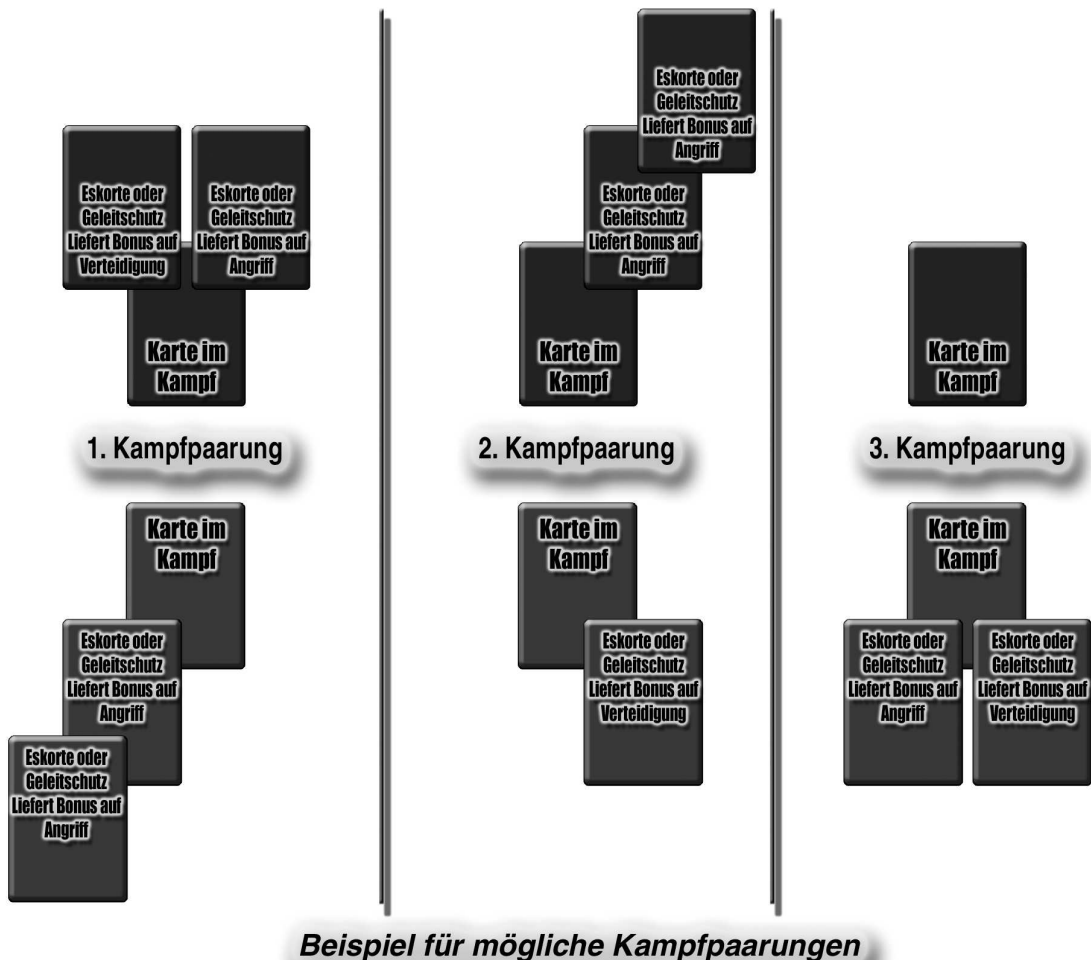 Eskorte oder
Geleitschutz
Liefert Bonus auf
Verteidigung
Eskorte oder
Geleitschutz
Liefert Bonus auf
Angriff
Karte im
Kampf
1. Kampfpaarung
Karte im
Kampf
Eskorte oder
Geleitschutz
Liefert Bonus auf
Angriff
Eskorte oder
Geleitschutz
Liefert Bonus auf
Angriff
Eskorte oder
Geleitschutz
Liefert Bonus auf
Angriff
Eskorte oder
Geleitschutz
Liefert Bonus auf
Angriff
Karte im
Kampf
2. Kampfpaarung
Karte im
Kampf
Eskorte oder
Geleitschutz
Liefert Bonus auf
Verteidigung
Karte im
Kampf
3. Kampfpaarung
Karte im
Kampf
Eskorte oder
Geleitschutz
Liefert Bonus auf
Angriff
Eskorte oder
Geleitschutz
Liefert Bonus auf
Verteidigung
Beispiel für mögliche Kampfpaarungen